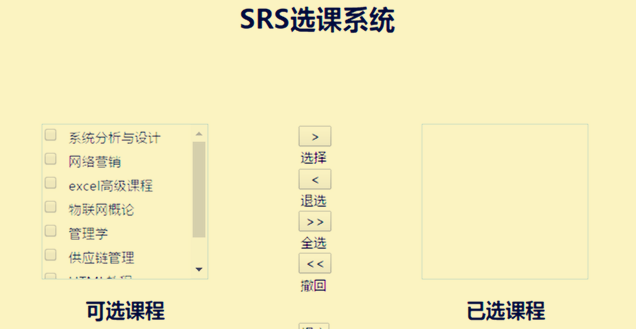 SRS选课系统
系统分析与设计
网络营销
excel高级课程
物联网概论
管理学
供应链管理
>
选择
<
退选
>>
全选
<<
撤回
可选课程
已选课程